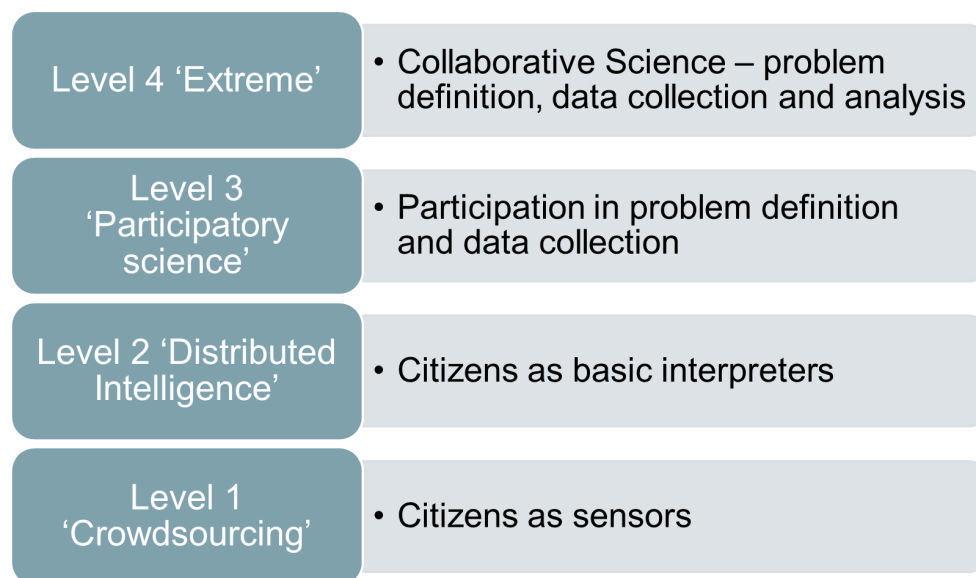 Level 4 ‘Extreme’
• Collaborative Science – problem
definition, data collection and analysis
Level 3
‘Participatory
science’
• Participation in problem definition
and data collection
Level 2 ‘Distributed
Intelligence’
• Citizens as basic interpreters
Level 1
‘Crowdsourcing’
• Citizens as sensors